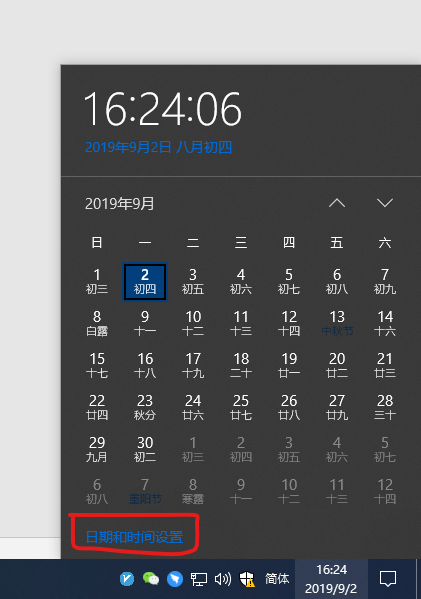 16:24:06
2019年9月2日 八月初四
2019年9月
日 一 二 三 四 五 六
1 2 3 4 5 6 7
初三 初四 初五 初六 初七 初八 初九
8 9 10 11 12 13 14
白露 十一 十二 十三 十四 中秋节 十六
15 16 17 18 19 20 21
十七 十八 十九 二十 廿一 廿二 廿三
22 23 24 25 26 27 28
廿四 秋分 廿六 廿七 廿八 廿九 三十
29 30 1 2 3 4 5
九月 初二 初三 初四 初五 初六 初七
6 7 8 9 10 11 12
初八 重阳节 寒露 十一 十二 十三 十四
日期和时间设置
简体
16:24
2019/9/2